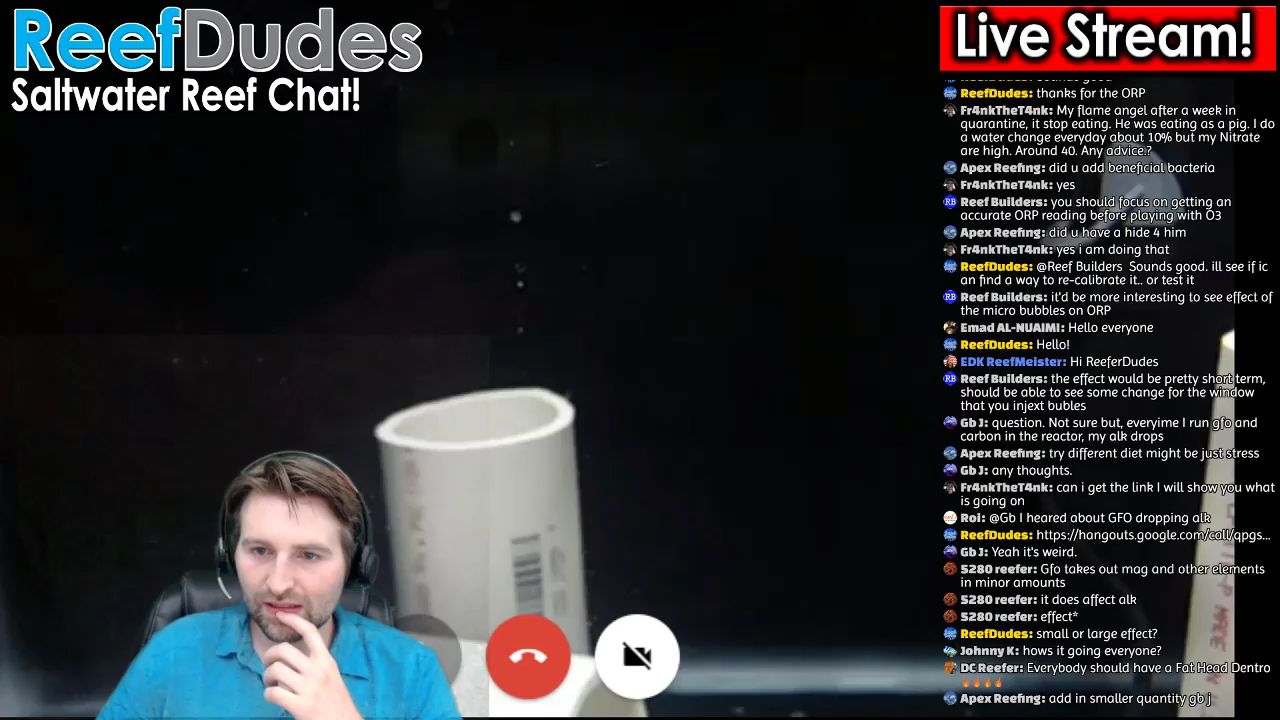 ReefDudes
Saltwater Reef Chat!
Live Stream!
ReefDudes: sounds good
ReefDudes: thanks for the ORP
Fr4nkTheT4nk: My flame angel after a week in
quarantine, it stop eating. He was eating as a pig. I do
a water change everyday about 10% but my Nitrate
are high. Around 40. Any advice.?
Apex Reefing: did u add beneficial bacteria
Fr4nkTheT4nk: yes
Reef Builders: you should focus on getting an
accurate ORP reading before playing with O3
Apex Reefing: did u have a hide 4 him
Fr4nkTheT4nk: yes i am doing that
ReefDudes: @Reef Builders Sounds good. ill see if ic
an find a way to re-calibrate it.. or test it
Reef Builders: it'd be more interesting to see effect of
the micro bubbles on ORP
Emad AL-NUAIMI: Hello everyone
ReefDudes: Hello!
EDK ReefMeister: Hi ReeferDudes
Reef Builders: the effect would be pretty short term,
should be able to see some change for the window
that you injext bubles
Gb J: question. Not sure but, everyime I run gfo and
carbon in the reactor, my alk drops
Apex Reefing: try different diet might be just stress
Gb J: any thoughts.
Fr4nkTheT4nk: can i get the link I will show you what
is going on
Roi: @Gb I heared about GFO dropping alk
ReefDudes: https://hangouts.google.com/call/qpgs...
Gb J: Yeah it's weird.
5280 reefer: Gfo takes out mag and other elements
in minor amounts
5280 reefer: it does affect alk
5280 reefer: effect*
ReefDudes: small or large effect?
Johnny K: hows it going everyone?
DC Reefer: Everybody should have a Fat Head Dentro
🔥🔥🔥🔥
Apex Reefing: add in smaller quantity gb j